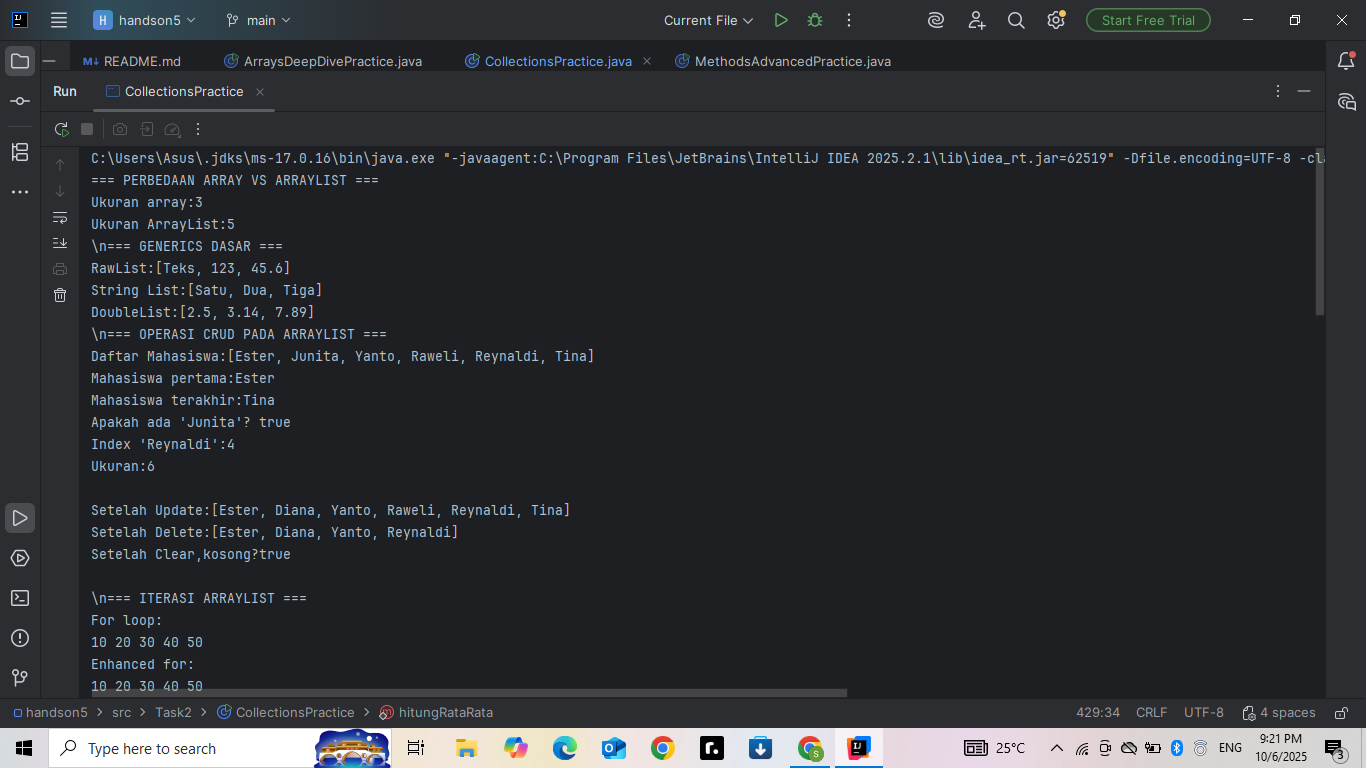 H handson5 main Current File Start Free Trial
README.md ArraysDeepDivePractice.java CollectionsPractice.java MethodsAdvancedPractice.java
Run CollectionsPractice
C:\Users\Asus\.jdks\ms-17.0.16\bin\java.exe "-javaagent:C:\Program Files\JetBrains\IntelliJ IDEA 2025.2.1\lib\idea_rt.jar=62519" -Dfile.encoding=UTF-8 -cla
=== PERBEDAAN ARRAY VS ARRAYLIST ===
Ukuran array:3
Ukuran ArrayList:5
\n=== GENERICS DASAR ===
RawList:[Teks, 123, 45.6]
String List:[Satu, Dua, Tiga]
DoubleList:[2.5, 3.14, 7.89]
\n=== OPERASI CRUD PADA ARRAYLIST ===
Daftar Mahasiswa:[Ester, Junita, Yanto, Raweli, Reynaldi, Tina]
Mahasiswa pertama:Ester
Mahasiswa terakhir:Tina
Apakah ada 'Junita'? true
Index 'Reynaldi':4
Ukuran:6
Setelah Update:[Ester, Diana, Yanto, Raweli, Reynaldi, Tina]
Setelah Delete:[Ester, Diana, Yanto, Reynaldi]
Setelah Clear,kosong?true
\n=== ITERASI ARRAYLIST ===
For loop:
10 20 30 40 50
Enhanced for:
10 20 30 40 50
handson5 > src > Task2 > CollectionsPractice > hitungRataRata 429:34 CRLF UTF-8 4 spaces
Type here to search 25°C ENG 9:21 PM
10/6/2025 3